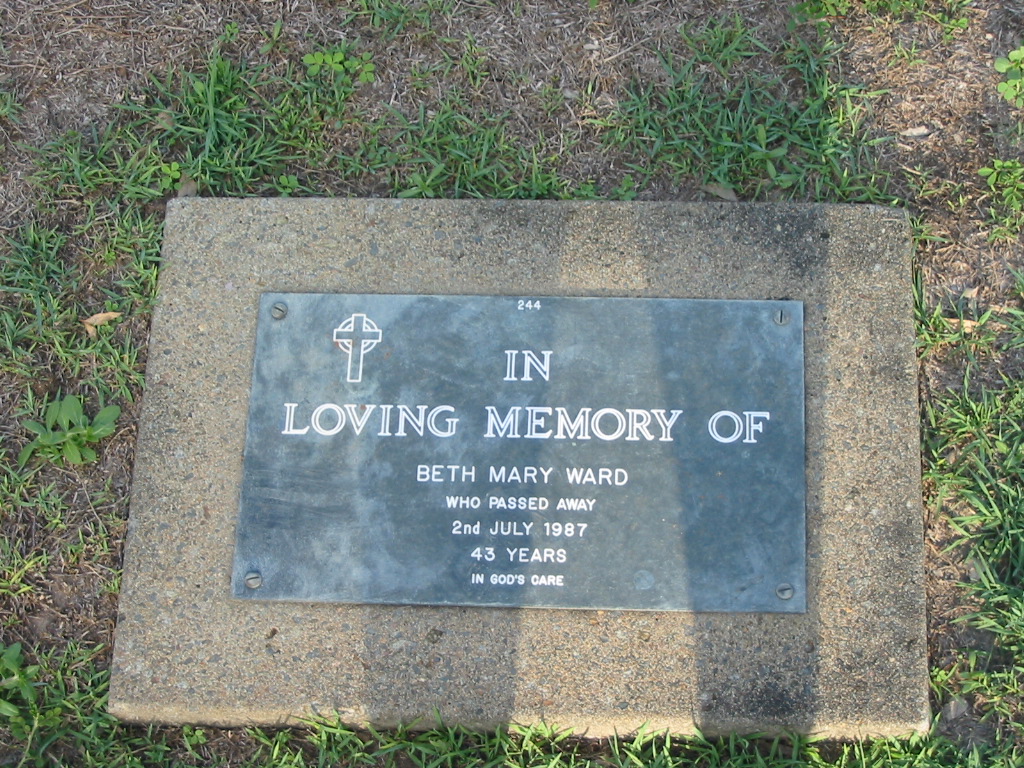 244
IN
LOVING MEMORY OF
BETH MARY WARD
WHO PASSED AWAY
2nd JULY 1987
43 YEARS
IN GOD'S CARE